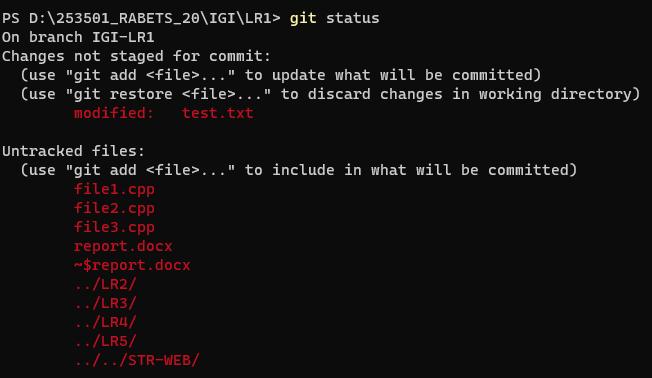 PS D:\253501_RABETS_20\IGI\LR1> git status
On branch IGI-LR1
Changes not staged for commit:
  (use "git add <file>..." to update what will be committed)
  (use "git restore <file>..." to discard changes in working directory)
        modified:   test.txt

Untracked files:
  (use "git add <file>..." to include in what will be committed)
        file1.cpp
        file2.cpp
        file3.cpp
        report.docx
        ~$report.docx
        ../LR2/
        ../LR3/
        ../LR4/
        ../LR5/
        ../../STR-WEB/